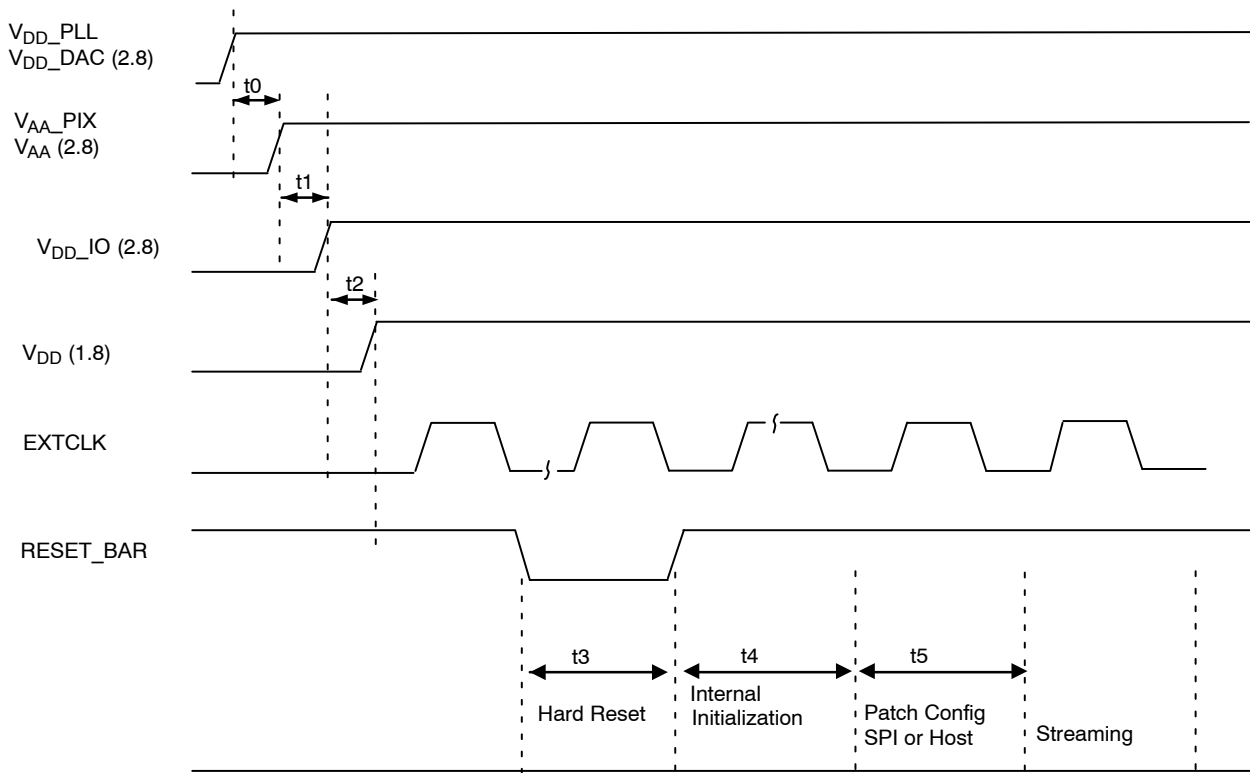 V_DD_PLL
V_DD_DAC (2.8)
t0
V_AA_PIX
V_AA (2.8)
t1
V_DD_IO (2.8)
t2
V_DD (1.8)
EXTCLK
RESET_BAR
t3
t4
t5
Hard Reset
Internal
Initialization
Patch Config
SPI or Host
Streaming